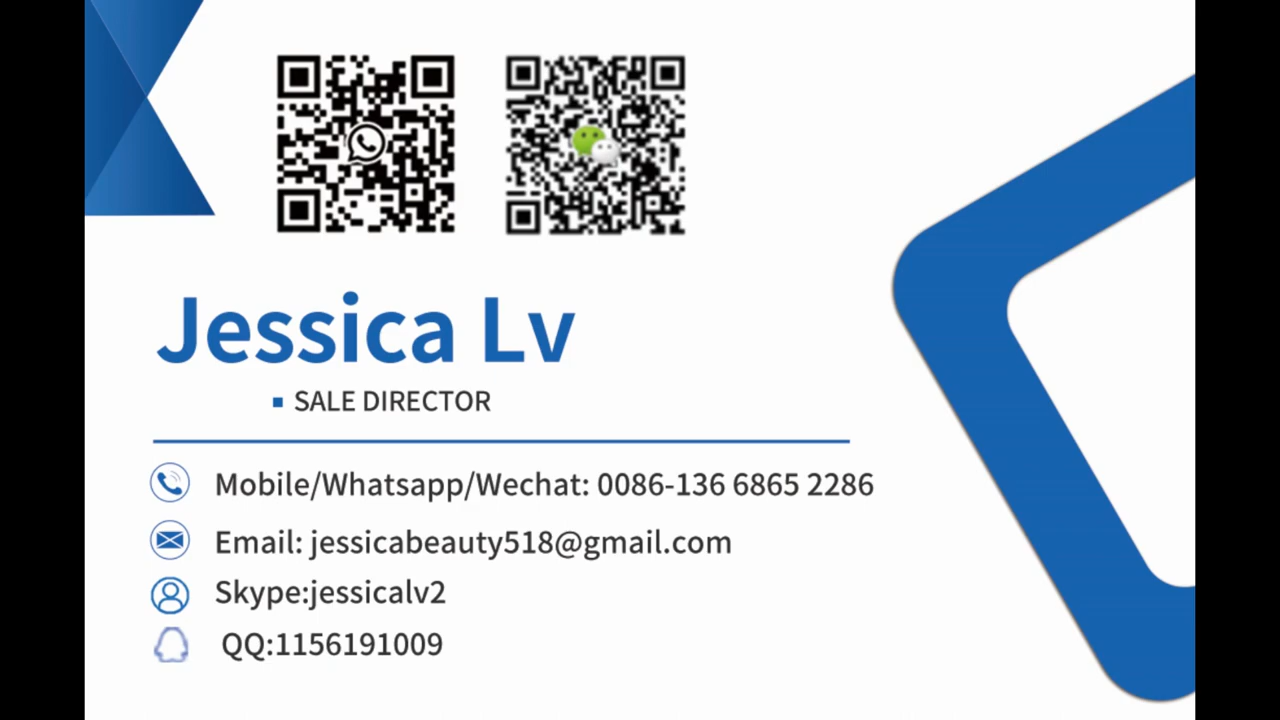 Jessica Lv
SALE DIRECTOR
Mobile/Whatsapp/Wechat: 0086-136 6865 2286
Email: jessicabeauty518@gmail.com
Skype:jessicalv2
QQ:1156191009